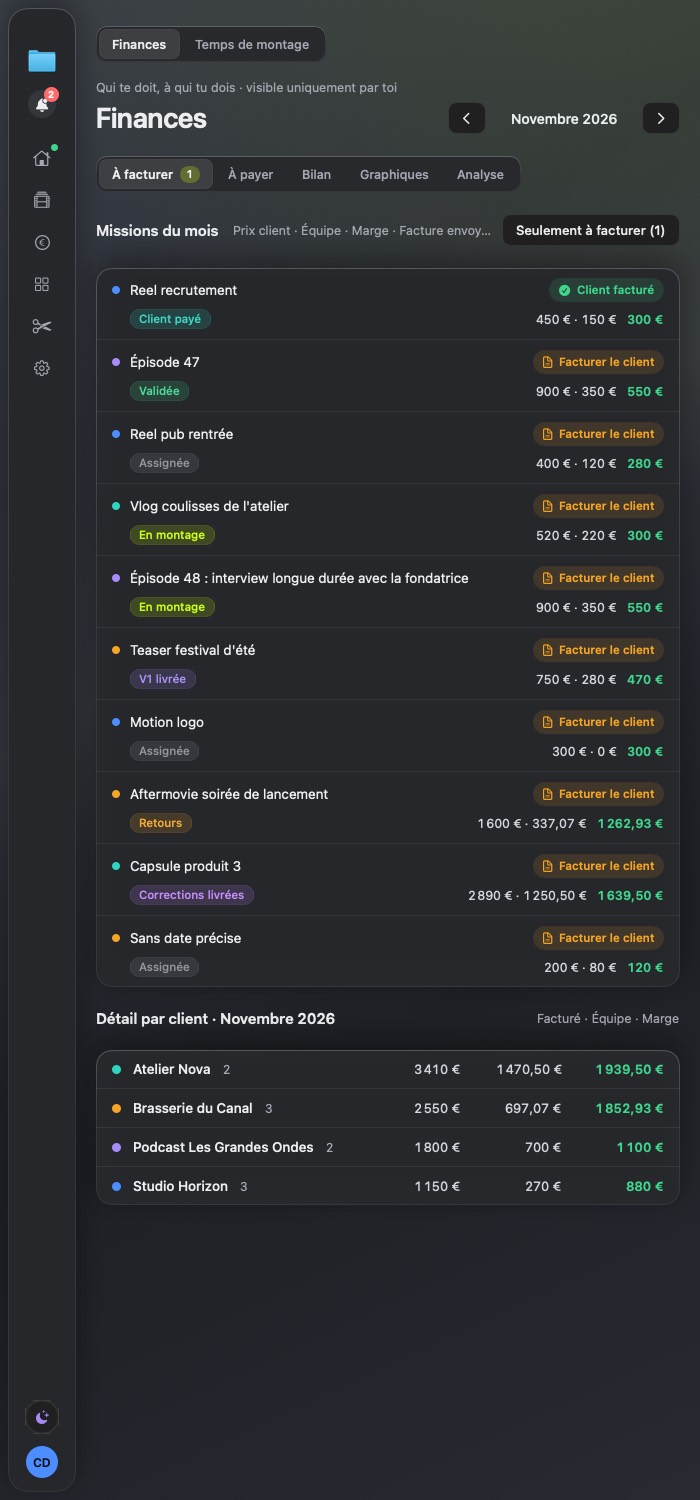 Finances Temps de montage
2
Qui te doit, à qui tu dois · visible uniquement par toi
Finances
Novembre 2026
À facturer 1 À payer Bilan Graphiques Analyse
Missions du mois Prix client · Équipe · Marge · Facture envoy... Seulement à facturer (1)
Reel recrutement Client facturé
Client payé 450 € · 150 € 300 €
Épisode 47 Facturer le client
Validée 900 € · 350 € 550 €
Reel pub rentrée Facturer le client
Assignée 400 € · 120 € 280 €
Vlog coulisses de l'atelier Facturer le client
En montage 520 € · 220 € 300 €
Épisode 48 : interview longue durée avec la fondatrice Facturer le client
En montage 900 € · 350 € 550 €
Teaser festival d'été Facturer le client
V1 livrée 750 € · 280 € 470 €
Motion logo Facturer le client
Assignée 300 € · 0 € 300 €
Aftermovie soirée de lancement Facturer le client
Retours 1 600 € · 337,07 € 1 262,93 €
Capsule produit 3 Facturer le client
Corrections livrées 2 890 € · 1 250,50 € 1 639,50 €
Sans date précise Facturer le client
Assignée 200 € · 80 € 120 €
Détail par client · Novembre 2026 Facturé · Équipe · Marge
Atelier Nova 2 3 410 € 1 470,50 € 1 939,50 €
Brasserie du Canal 3 2 550 € 697,07 € 1 852,93 €
Podcast Les Grandes Ondes 2 1 800 € 700 € 1 100 €
Studio Horizon 3 1 150 € 270 € 880 €
CD